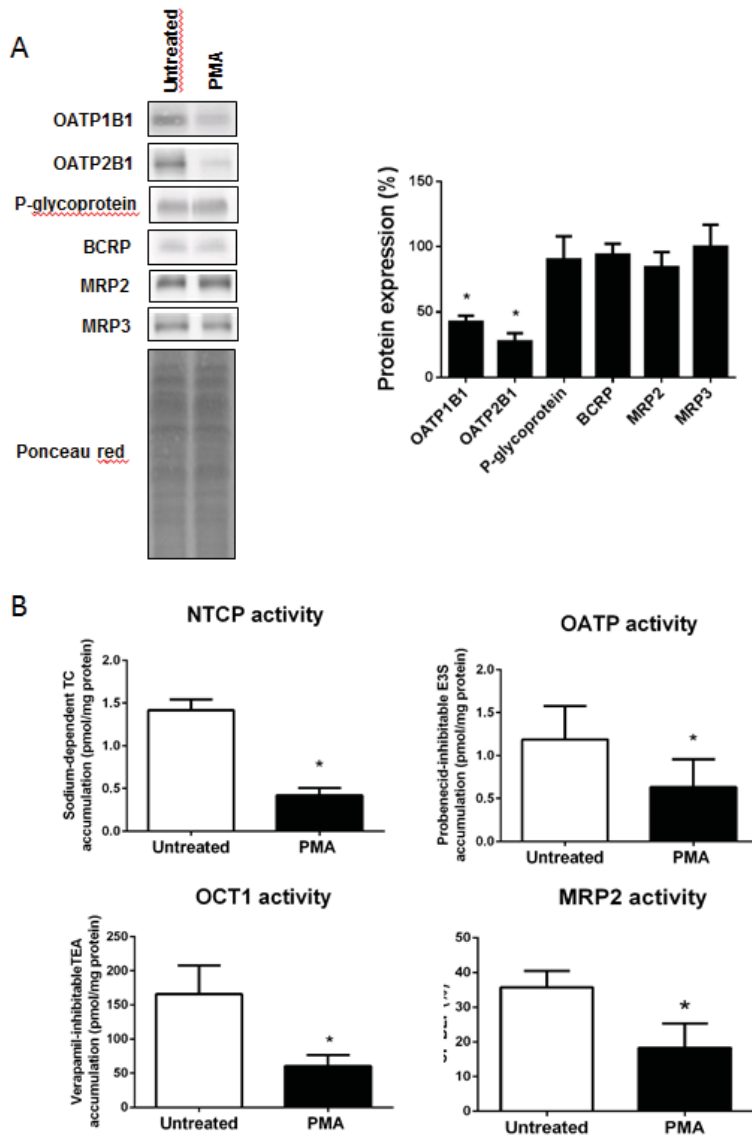 A
Untreated
PMA
OATP1B1
OATP2B1
P-glycoprotein
BCRP
MRP2
MRP3
Ponceau red
Protein expression (%)
150
100
50
0
*
*
OATP1B1
OATP2B1
P-glycoprotein
BCRP
MRP2
MRP3
B
NTCP activity
Sodium-dependent TC
accumulation (pmol/mg protein)
2.0
1.5
1.0
0.5
0.0
*
Untreated
PMA
OATP activity
Probenecid-inhibitable E3S
accumulation (pmol/mg protein)
2.0
1.5
1.0
0.5
0.0
*
Untreated
PMA
OCT1 activity
Verapamil-inhibitableTEA
accumulation (pmol/mg protein)
250
200
150
100
50
0
*
Untreated
PMA
MRP2 activity
(%)
50
40
30
20
10
0
*
Untreated
PMA